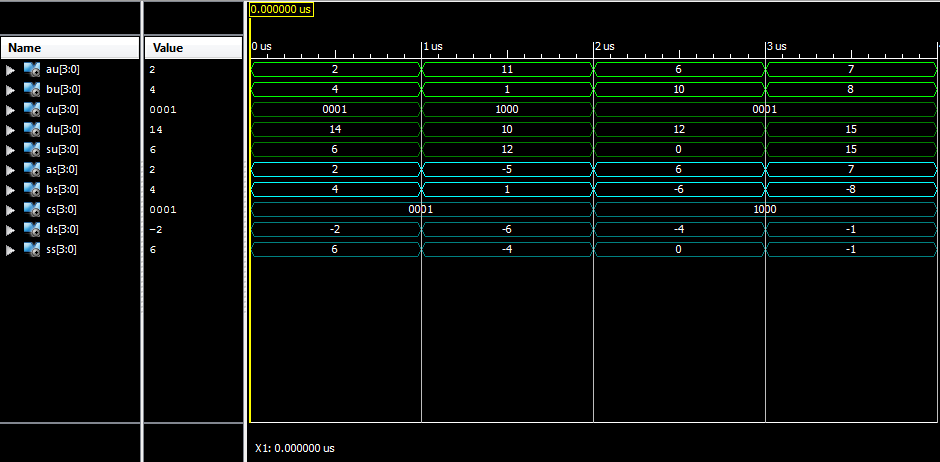 0.000000 us
Name Value 0 us 1 us 2 us 3 us
au[3:0] 2 2 11 6 7
bu[3:0] 4 4 1 10 8
cu[3:0] 0001 0001 1000 0001
du[3:0] 14 14 10 12 15
su[3:0] 6 6 12 0 15
as[3:0] 2 2 -5 6 7
bs[3:0] 4 4 1 -6 -8
cs[3:0] 0001 0001 1000
ds[3:0] -2 -2 -6 -4 -1
ss[3:0] 6 6 -4 0 -1
X1: 0.000000 us